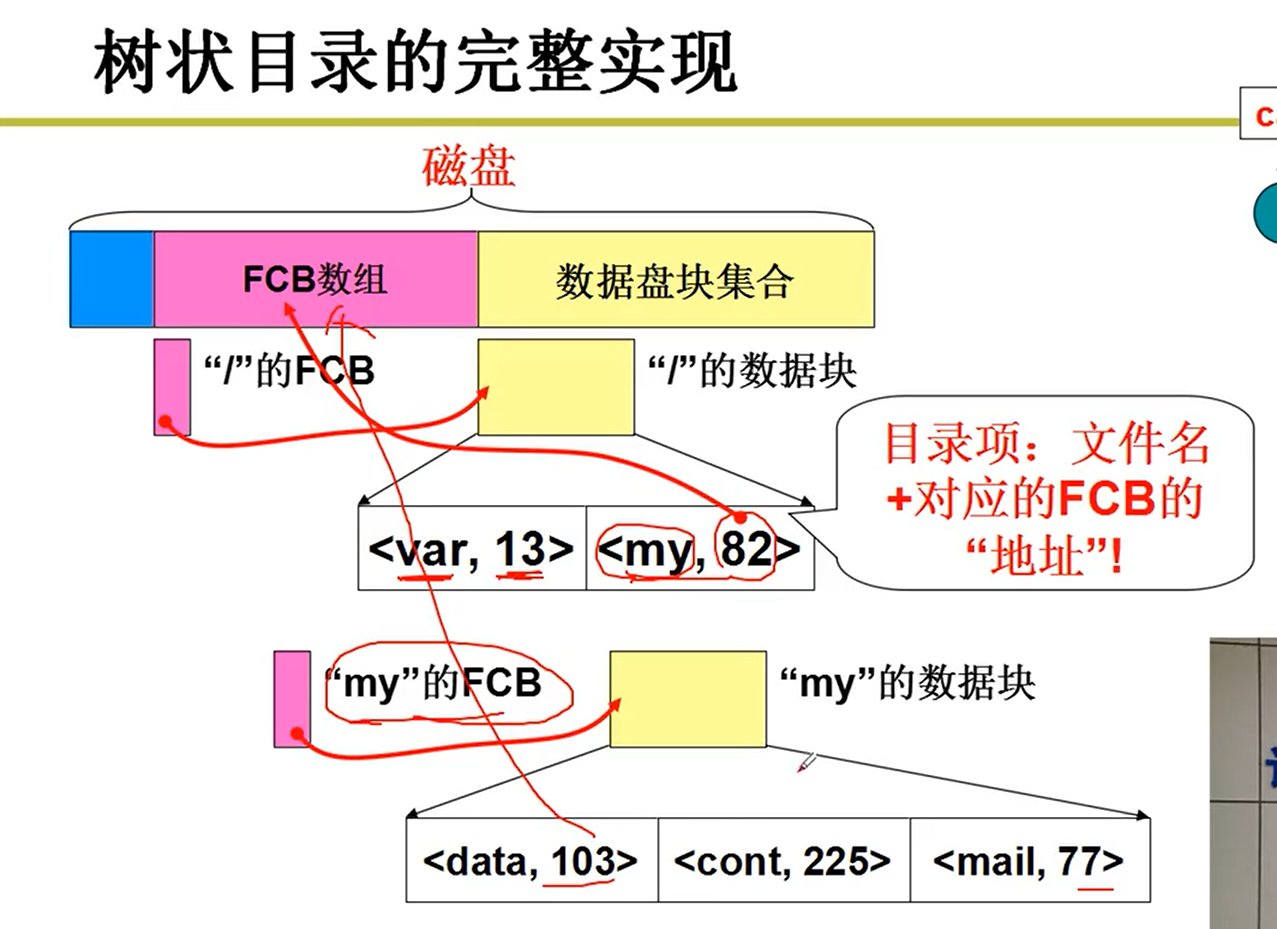 树状目录的完整实现
磁盘
FCB数组
数据盘块集合
“/”的FCB
“/”的数据块
目录项：文件名
+对应的FCB的
“地址”!
<var, 13>
<my, 82>
“my”的FCB
“my”的数据块
<data, 103>
<cont, 225>
<mail, 77>